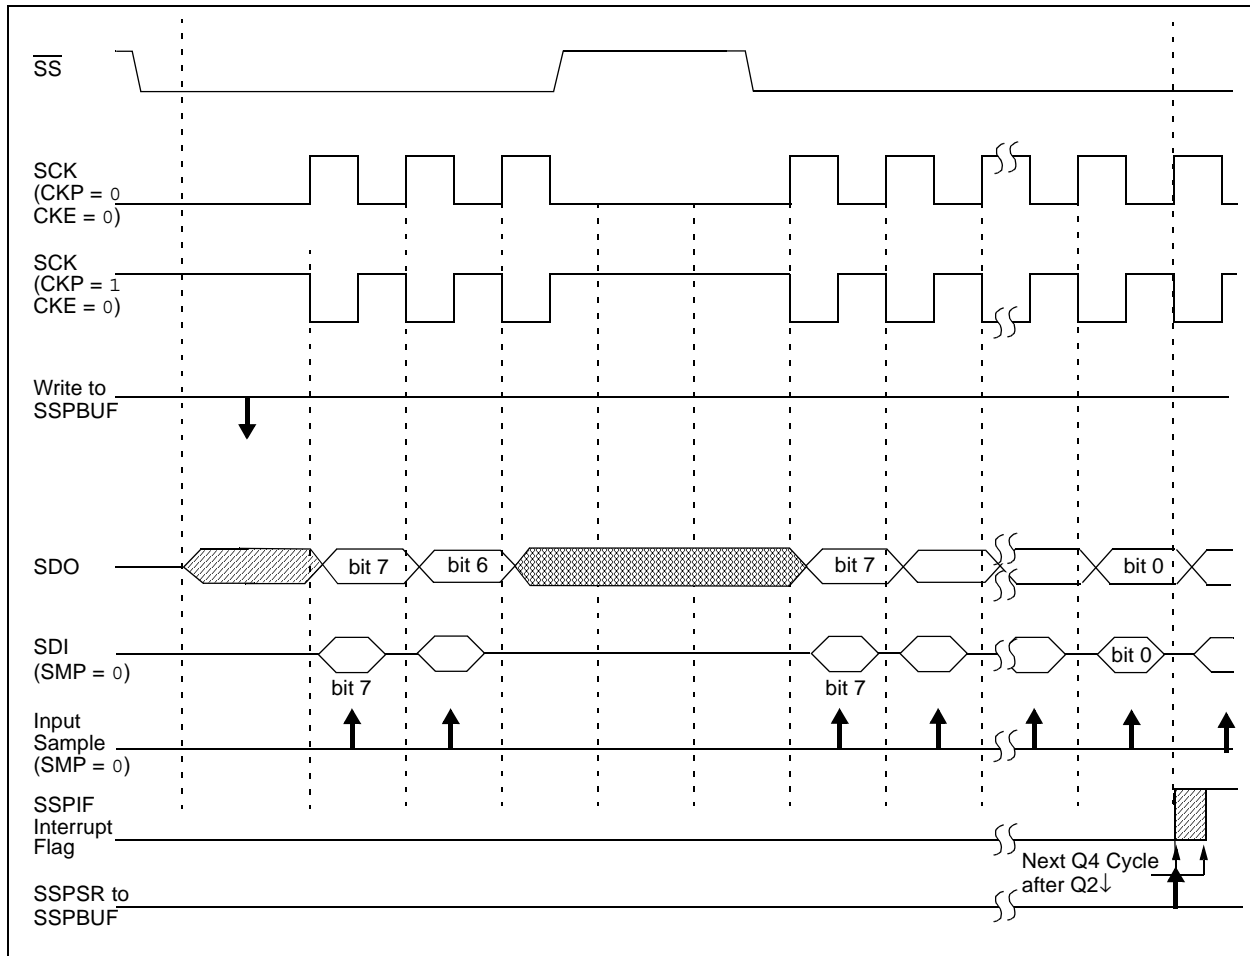 SS
SCK
(CKP = 0
CKE = 0)
SCK
(CKP = 1
CKE = 0)
Write to
SSPBUF
SDO
bit 7
bit 6
bit 7
bit 0
SDI
(SMP = 0)
bit 7
bit 7
bit 0
Input
Sample
(SMP = 0)
SSPIF
Interrupt
Flag
Next Q4 Cycle
after Q2↓
SSPSR to
SSPBUF